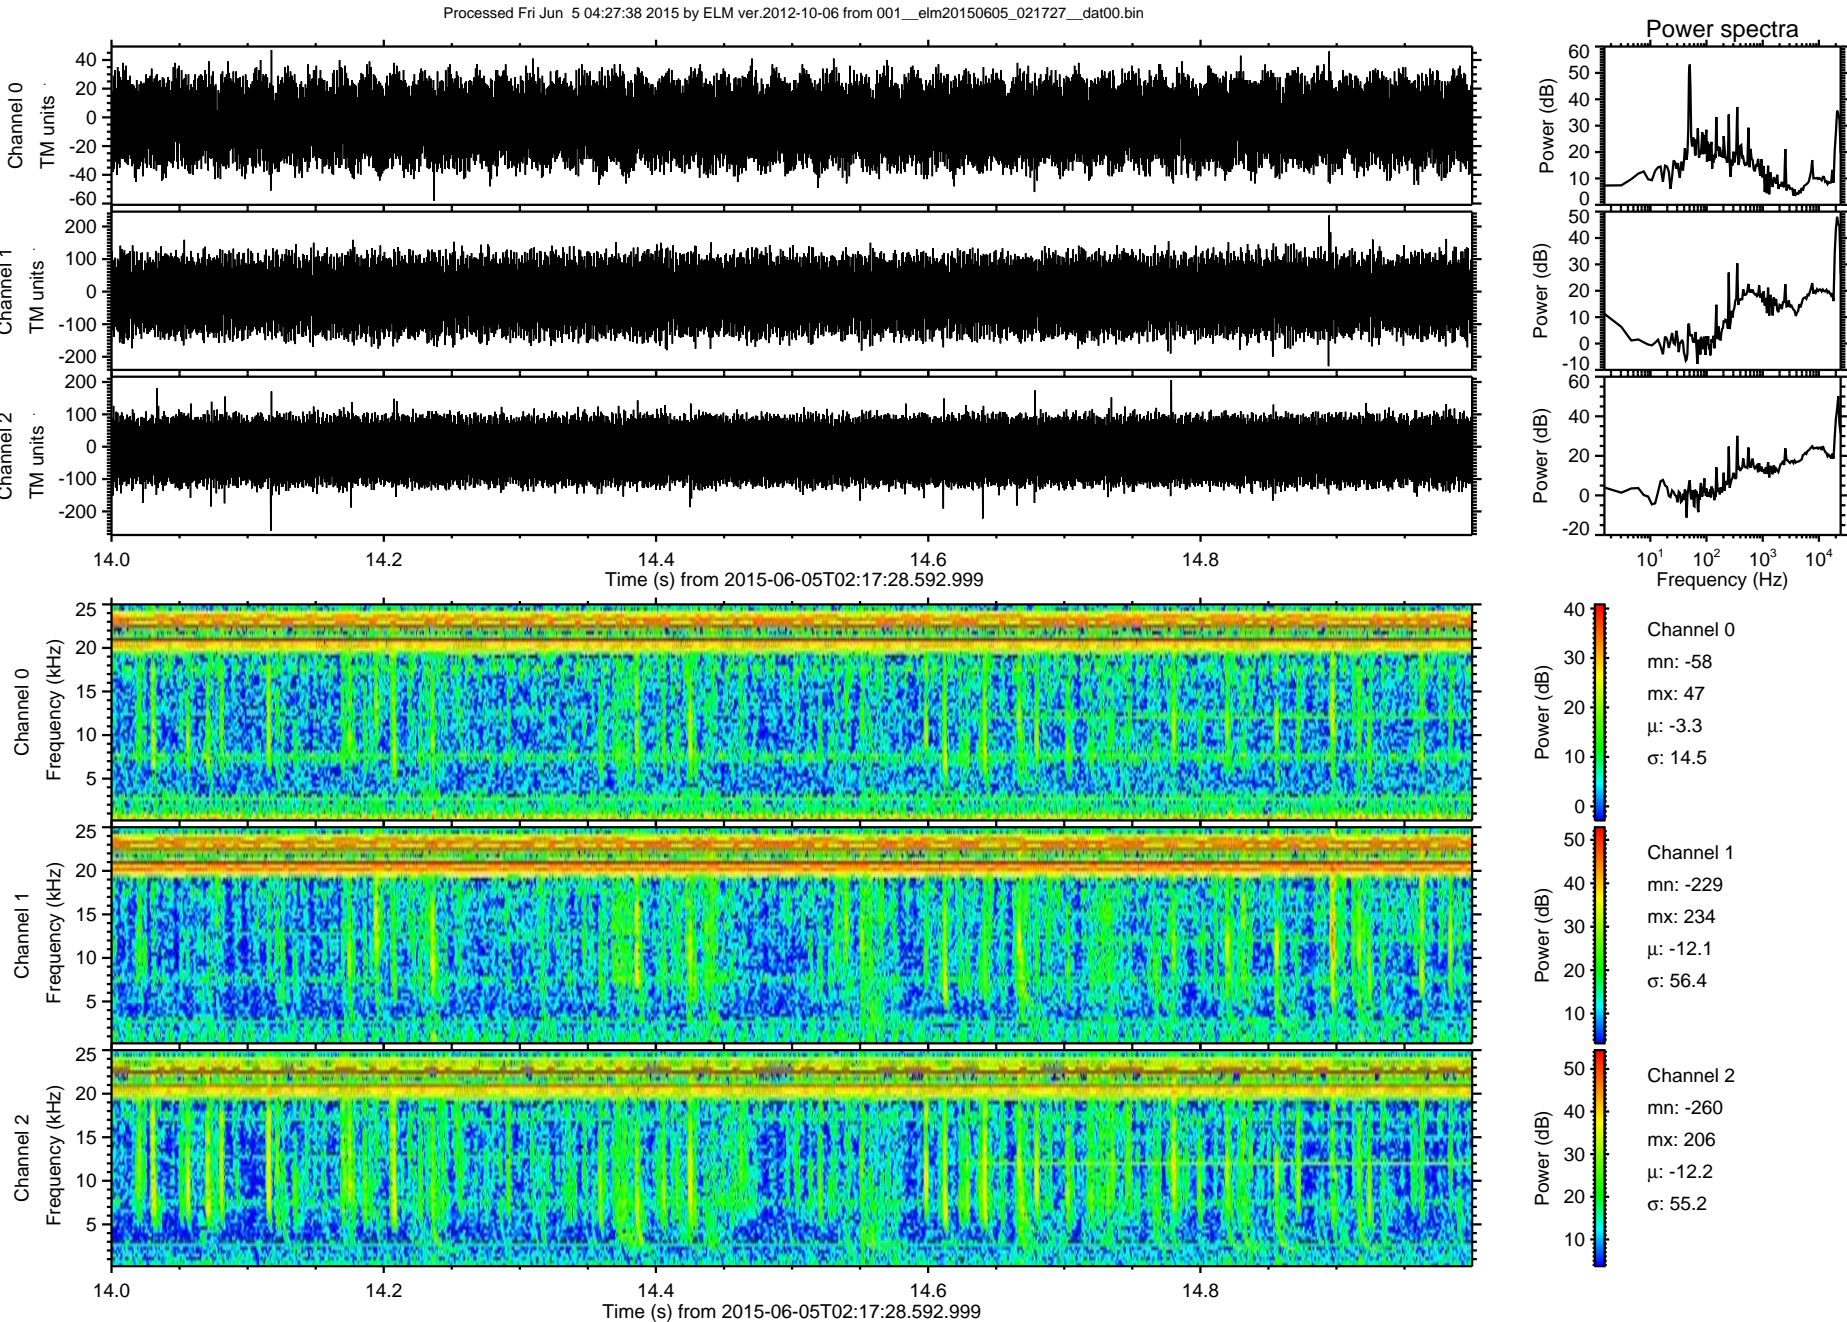 Processed Fri Jun  5 04:27:38 2015 by ELM ver.2012-10-06 from 001__elm20150605_021727__dat00.bin
Power spectra
Channel 0
TM units
40
20
0
-20
-40
-60
Power (dB)
60
50
40
30
20
10
0
Channel 1
TM units
200
100
0
-100
-200
Power (dB)
50
40
30
20
10
0
-10
Channel 2
TM units
200
100
0
-100
-200
Power (dB)
60
40
20
0
-20
14.0 14.2 14.4 14.6 14.8
Time (s) from 2015-06-05T02:17:28.592.999
10^1 10^2 10^3 10^4
Frequency (Hz)
Channel 0
Frequency (kHz)
25
20
15
10
5
Power (dB)
40
30
20
10
0
Channel 0
mn: -58
mx: 47
μ: -3.3
σ: 14.5
Channel 1
Frequency (kHz)
25
20
15
10
5
Power (dB)
50
40
30
20
10
Channel 1
mn: -229
mx: 234
μ: -12.1
σ: 56.4
Channel 2
Frequency (kHz)
25
20
15
10
5
Power (dB)
50
40
30
20
10
Channel 2
mn: -260
mx: 206
μ: -12.2
σ: 55.2
14.0 14.2 14.4 14.6 14.8
Time (s) from 2015-06-05T02:17:28.592.999